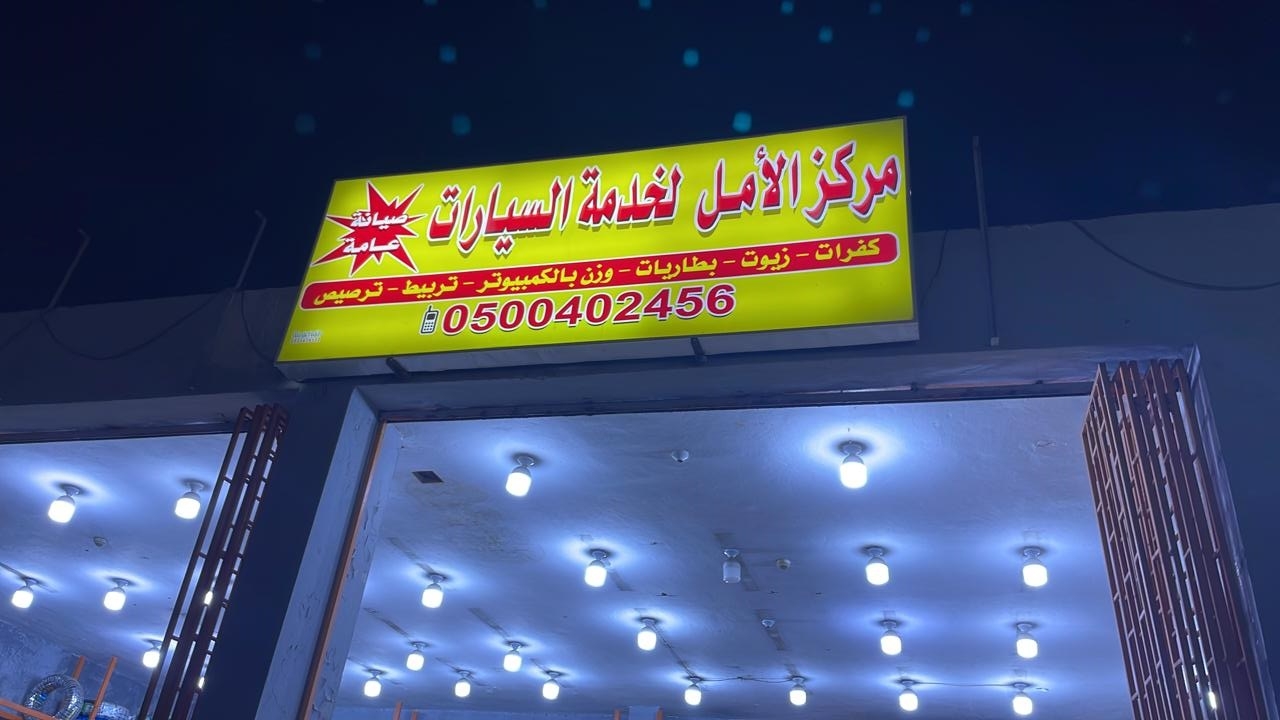 مركز الأمل لخدمة السيارات
صيانة
عامة
كفرات - زيوت - بطاريات - وزن بالكمبيوتر - تربيط - ترصيص
0500402456